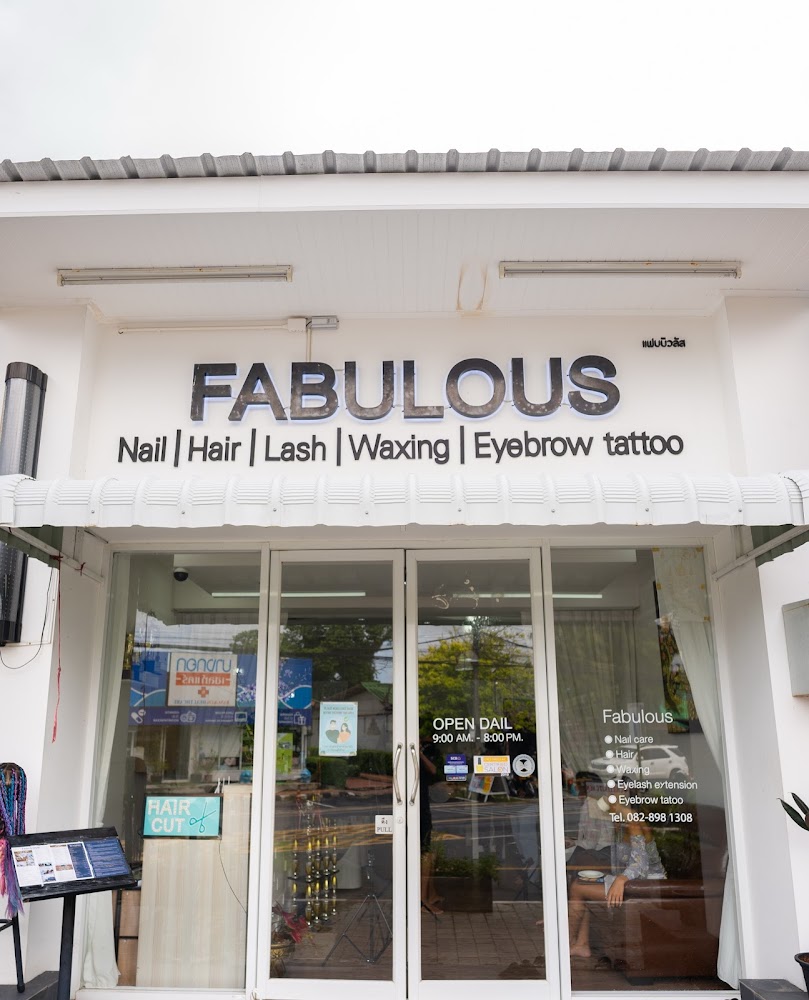 แฟบบิวลัส
FABULOUS
Nail | Hair | Lash | Waxing | Eyebrow tattoo
OPEN DAIL
9:00 AM. - 8:00 PM.
Fabulous
Nail care
Hair
Waxing
Eyelash extension
Eyebrow tatoo
Tel. 082-898 1308
HAIR
CUT
ดึง
PULL